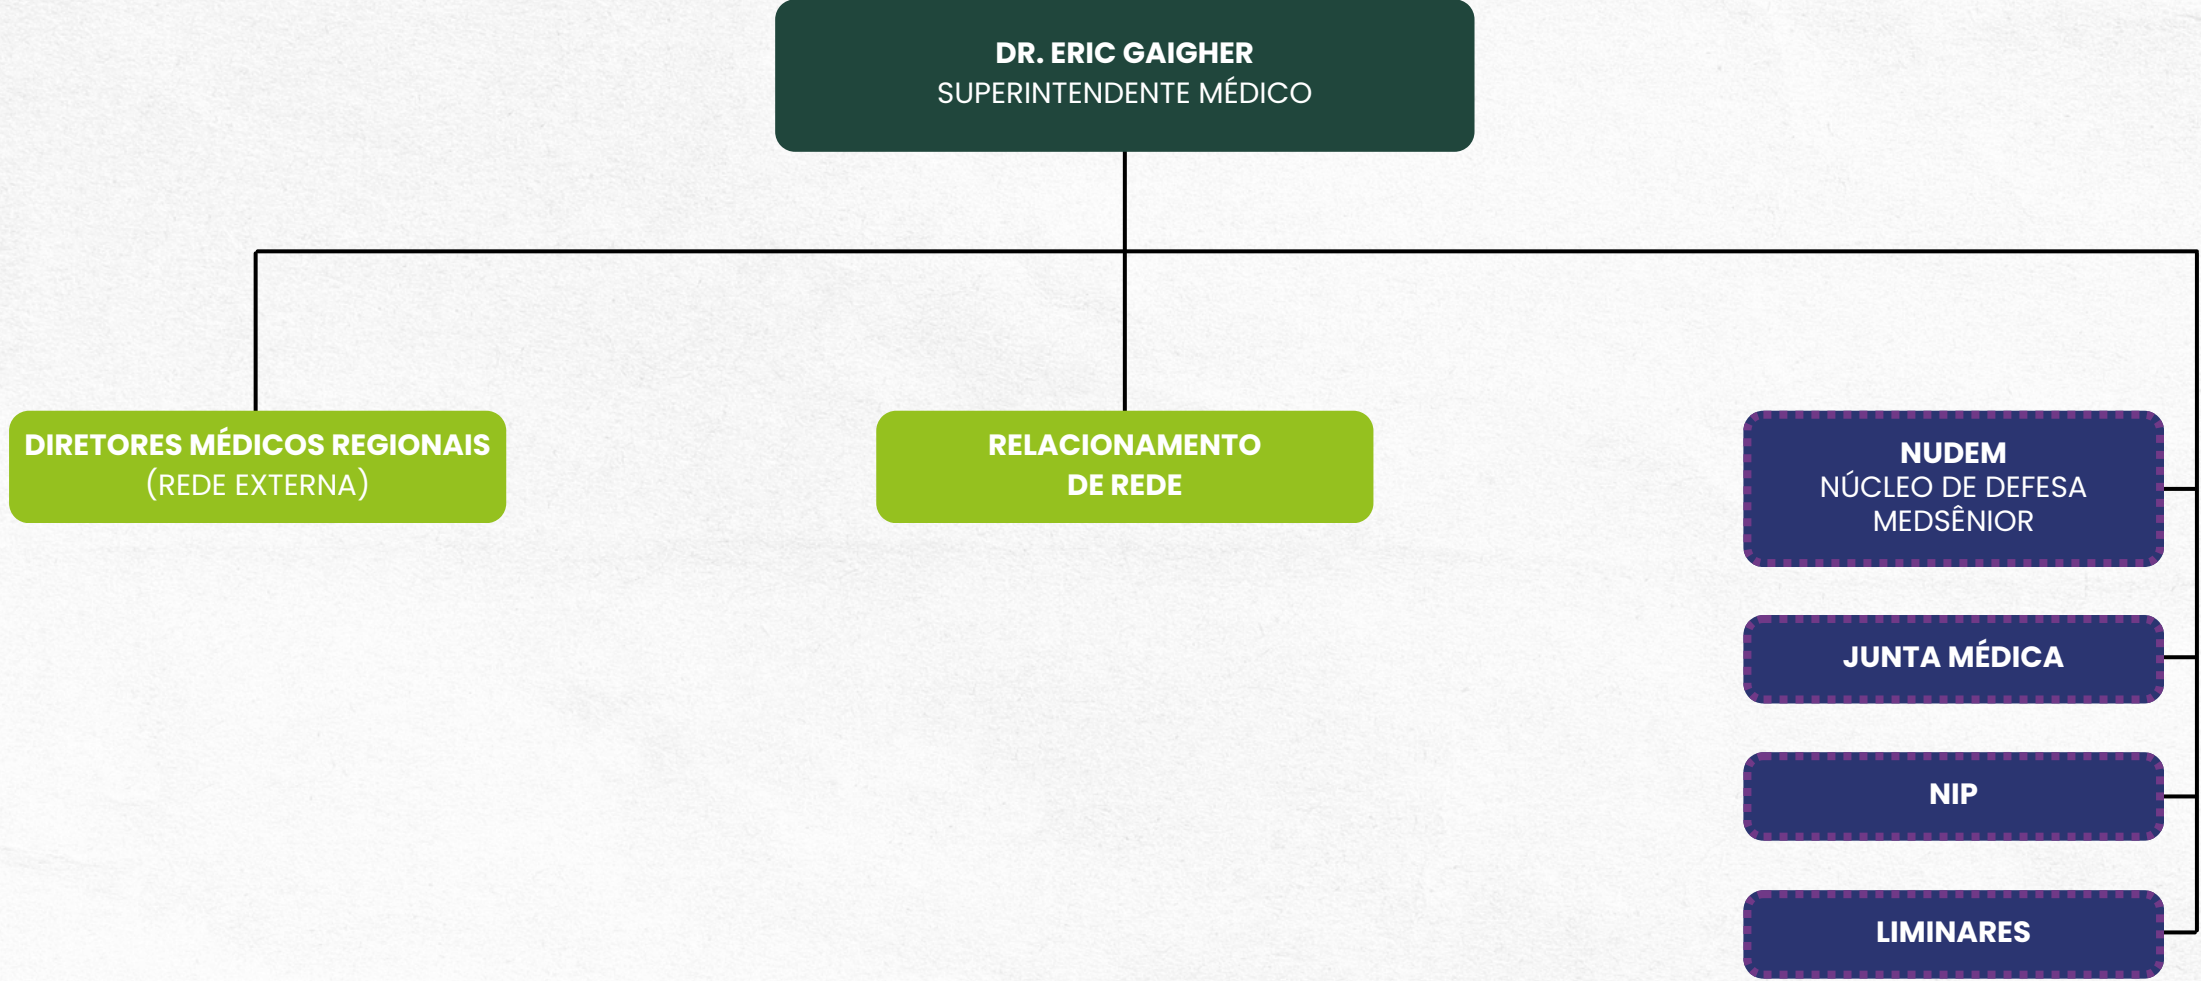 DR. ERIC GAIGHER
SUPERINTENDENTE MÉDICO
DIRETORES MÉDICOS REGIONAIS
(REDE EXTERNA)
RELACIONAMENTO
DE REDE
NUDEM
NÚCLEO DE DEFESA
MEDSÊNIOR
JUNTA MÉDICA
NIP
LIMINARES